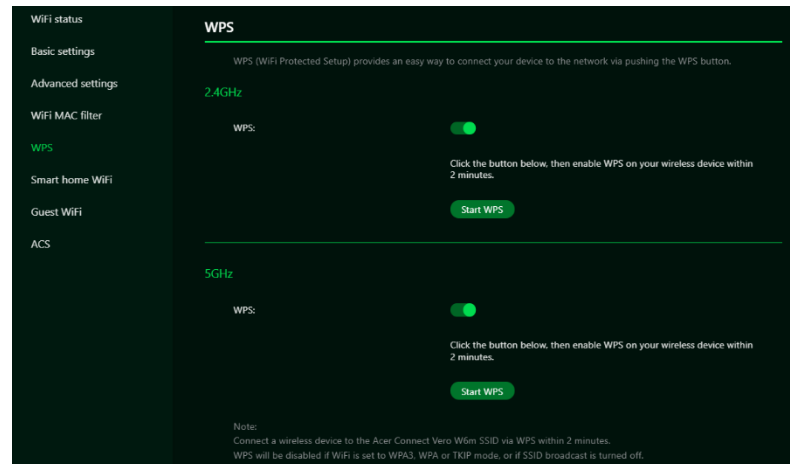 WiFi status
Basic settings
Advanced settings
WiFi MAC filter
WPS
Smart home WiFi
Guest WiFi
ACS
WPS
WPS (WiFi Protected Setup) provides an easy way to connect your device to the network via pushing the WPS button.
2.4GHz
WPS:
Click the button below, then enable WPS on your wireless device within
2 minutes.
Start WPS
5GHz
WPS:
Click the button below, then enable WPS on your wireless device within
2 minutes.
Start WPS
Note:
Connect a wireless device to the Acer Connect Vero W6m SSID via WPS within 2 minutes.
WPS will be disabled if WiFi is set to WPA3, WPA or TKIP mode, or if SSID broadcast is turned off.